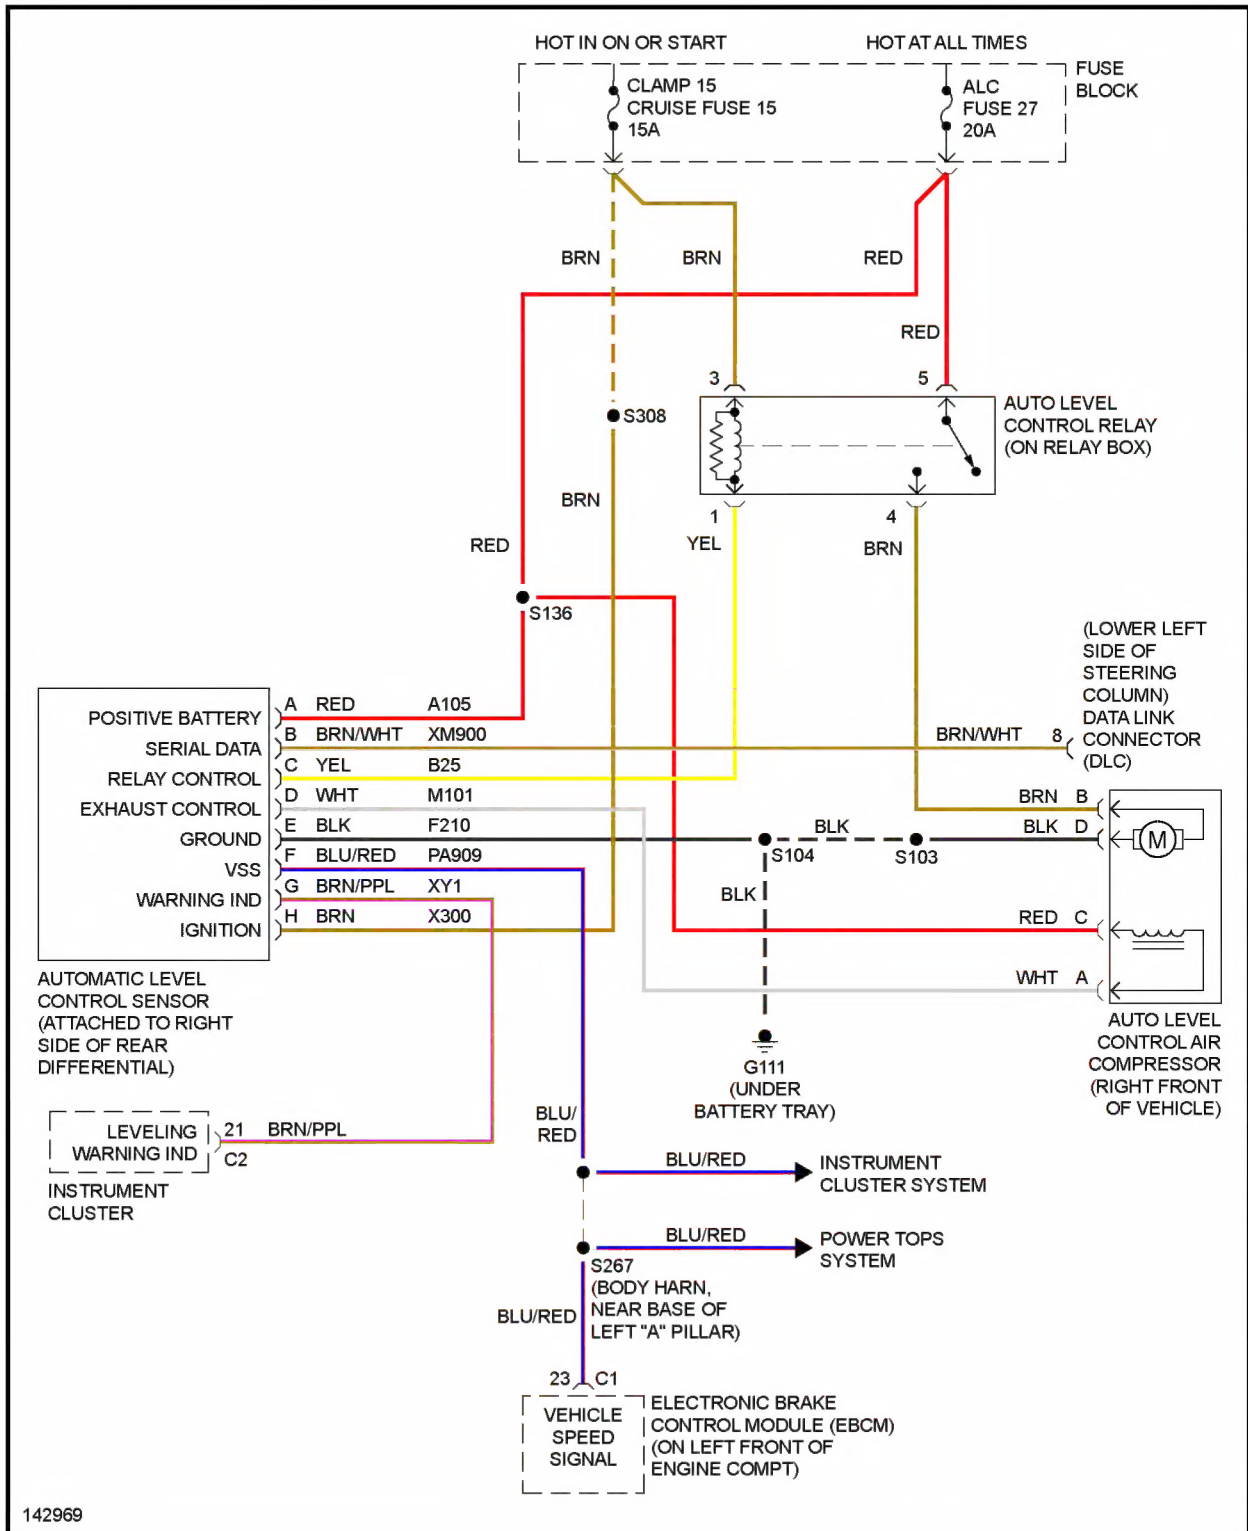 HOT IN ON OR START
HOT AT ALL TIMES
CLAMP 15
CRUISE FUSE 15
15A
ALC
FUSE 27
20A
FUSE
BLOCK
BRN
BRN
RED
RED
3
5
AUTO LEVEL
CONTROL RELAY
(ON RELAY BOX)
S308
BRN
1
4
YEL
BRN
RED
S136
(LOWER LEFT
SIDE OF
STEERING
COLUMN)
DATA LINK
CONNECTOR
(DLC)
POSITIVE BATTERY A RED A105
SERIAL DATA B BRN/WHT XM900
BRN/WHT 8
RELAY CONTROL C YEL B25
EXHAUST CONTROL D WHT M101
BRN B
GROUND E BLK F210
S104
BLK
S103
BLK D
M
VSS F BLU/RED PA909
WARNING IND G BRN/PPL XY1
BLK
IGNITION H BRN X300
RED C
WHT A
AUTOMATIC LEVEL
CONTROL SENSOR
(ATTACHED TO RIGHT
SIDE OF REAR
DIFFERENTIAL)
AUTO LEVEL
CONTROL AIR
COMPRESSOR
(RIGHT FRONT
OF VEHICLE)
G111
(UNDER
BATTERY TRAY)
LEVELING
WARNING IND
21 BRN/PPL
C2
INSTRUMENT
CLUSTER
BLU/
RED
BLU/RED
INSTRUMENT
CLUSTER SYSTEM
BLU/RED
POWER TOPS
SYSTEM
S267
(BODY HARN,
NEAR BASE OF
LEFT "A" PILLAR)
BLU/RED
23 C1
VEHICLE
SPEED
SIGNAL
ELECTRONIC BRAKE
CONTROL MODULE (EBCM)
(ON LEFT FRONT OF
ENGINE COMPT)
142969